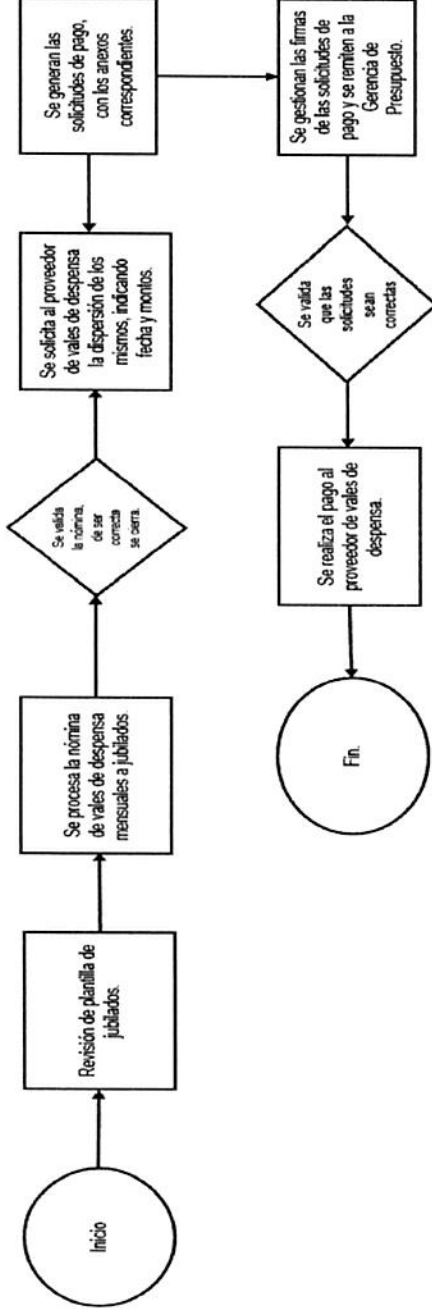 Inicio
Revisión de plantilla de
jubilados.
Se procesa la nómina
de vales de despensa
mensuales a jubilados.
Se valida
la nómina,
de ser
correcta
se cierra.
Se solicita al proveedor
de vales de despensa
la dispersión de los
mismos, indicando
fecha y montos.
Se generan las
solicitudes de pago,
con los anexos
correspondientes.
Se gestionan las firmas
de las solicitudes de
pago y se remiten a la
Gerencia de
Presupuesto.
Se valida
que las
solicitudes
sean
correctas
Se realiza el pago al
proveedor de vales de
despensa.
Fin.